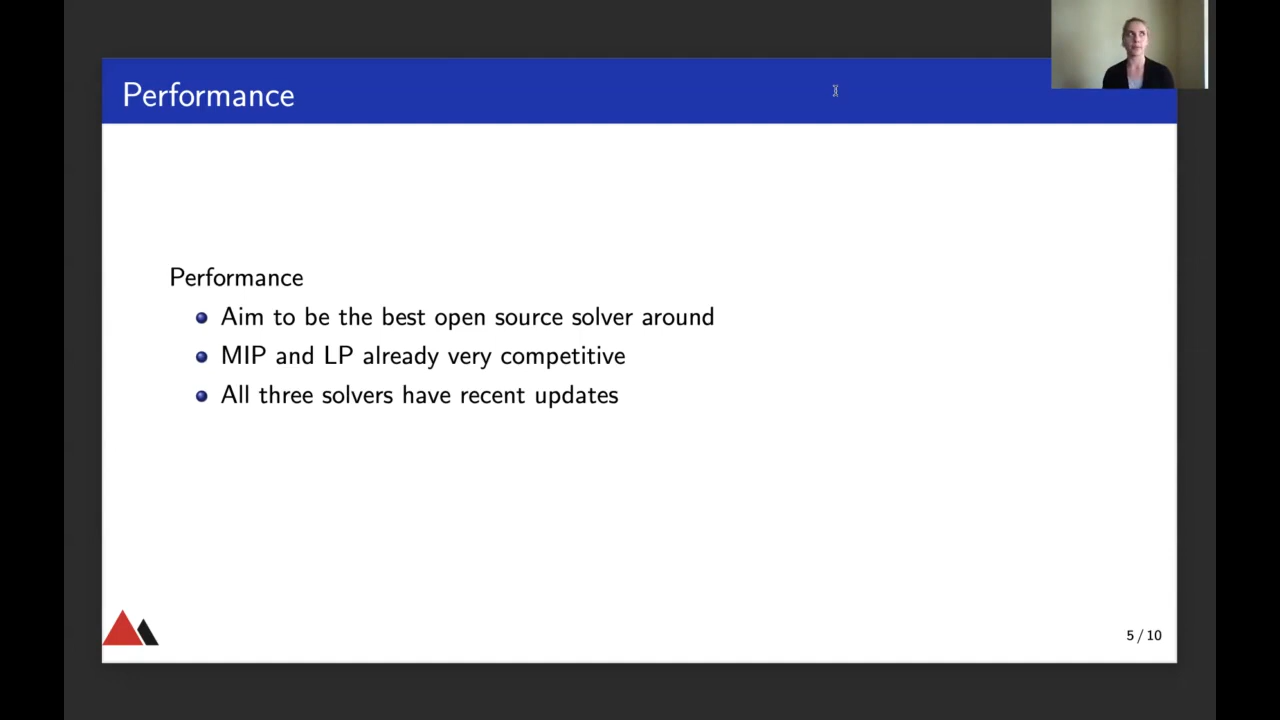 Performance
Performance
Aim to be the best open source solver around
MIP and LP already very competitive
All three solvers have recent updates
5 / 10